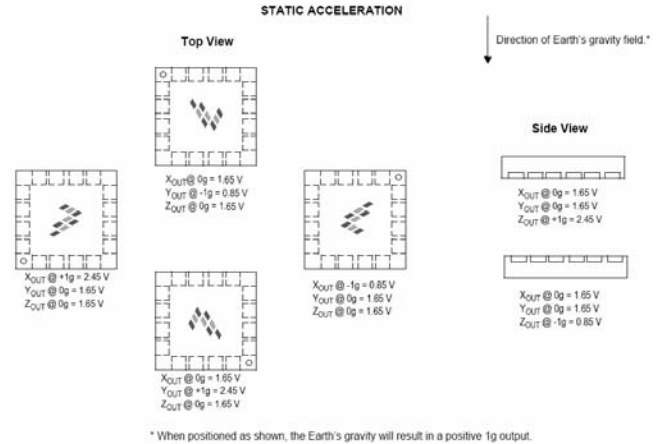 STATIC ACCELERATION
Direction of Earth's gravity field.*
Top View
XOUT @ 0g = 1.65 V
YOUT @ -1g = 0.85 V
ZOUT @ 0g = 1.65 V
Side View
XOUT @ 0g = 1.65 V
YOUT @ 0g = 1.65 V
ZOUT @ +1g = 2.45 V
XOUT @ +1g = 2.45 V
YOUT @ 0g = 1.65 V
ZOUT @ 0g = 1.65 V
XOUT @ -1g = 0.85 V
YOUT @ 0g = 1.65 V
ZOUT @ 0g = 1.65 V
XOUT @ 0g = 1.65 V
YOUT @ 0g = 1.65 V
ZOUT @ -1g = 0.85 V
XOUT @ 0g = 1.65 V
YOUT @ +1g = 2.45 V
ZOUT @ 0g = 1.65 V
* When positioned as shown, the Earth's gravity will result in a positive 1g output.